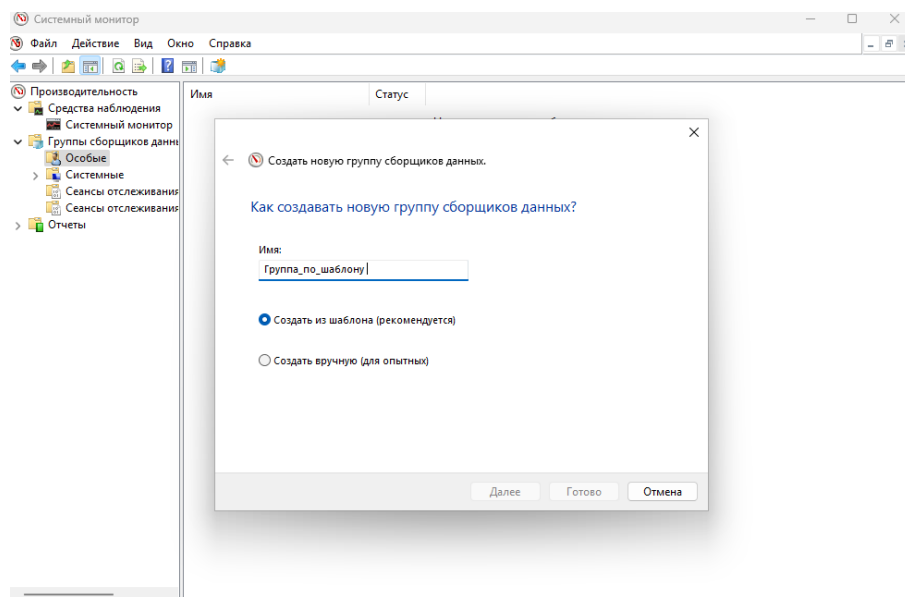 Системный монитор
Файл Действие Вид Окно Справка
Производительность
Средства наблюдения
Системный монитор
Группы сборщиков данн
Особые
Системные
Сеансы отслеживания
Сеансы отслеживания
Отчеты
Имя Статус
Создать новую группу сборщиков данных.
Как создавать новую группу сборщиков данных?
Имя:
Группа_по_шаблону
Создать из шаблона (рекомендуется)
Создать вручную (для опытных)
Далее Готово Отмена